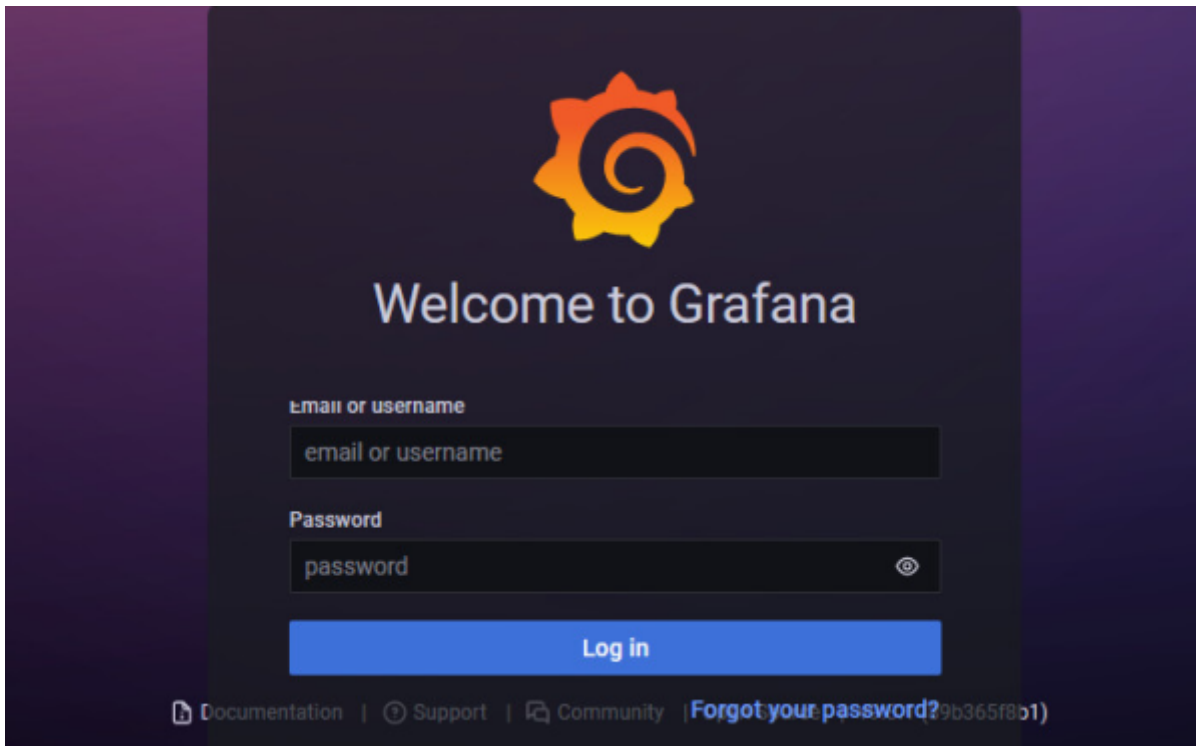 Welcome to Grafana
Email or username
email or username
Password
password
Log in
Documentation | Support | Community | Forgot your password? 9b365f8b1)